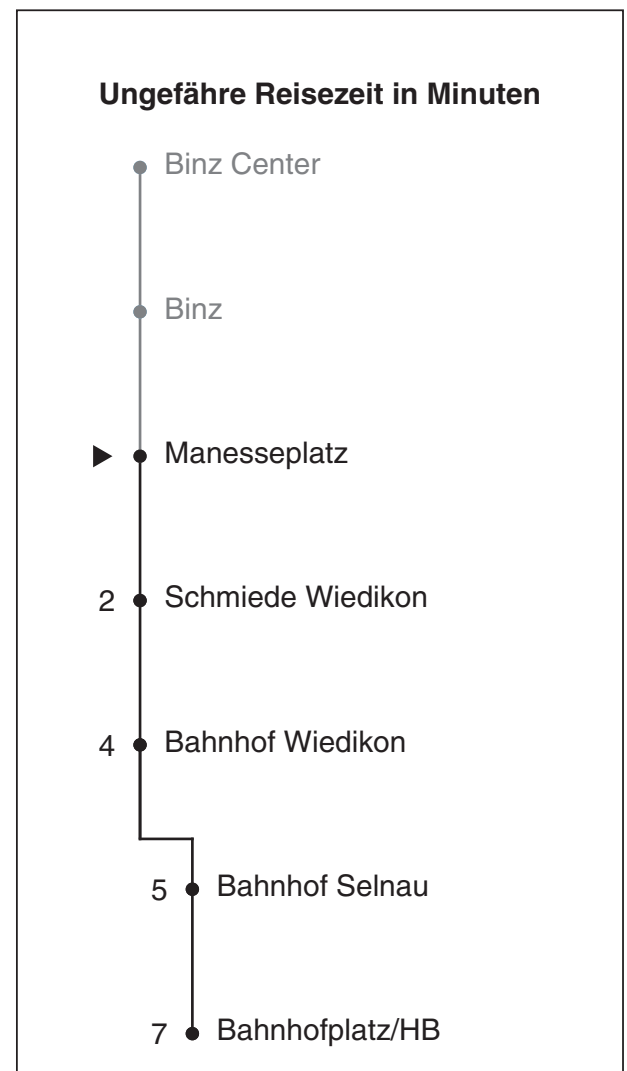 Ungefähre Reisezeit in Minuten
Binz Center
Binz
Manesseplatz
2 Schmiede Wiedikon
4 Bahnhof Wiedikon
5 Bahnhof Selnau
7 Bahnhofplatz/HB